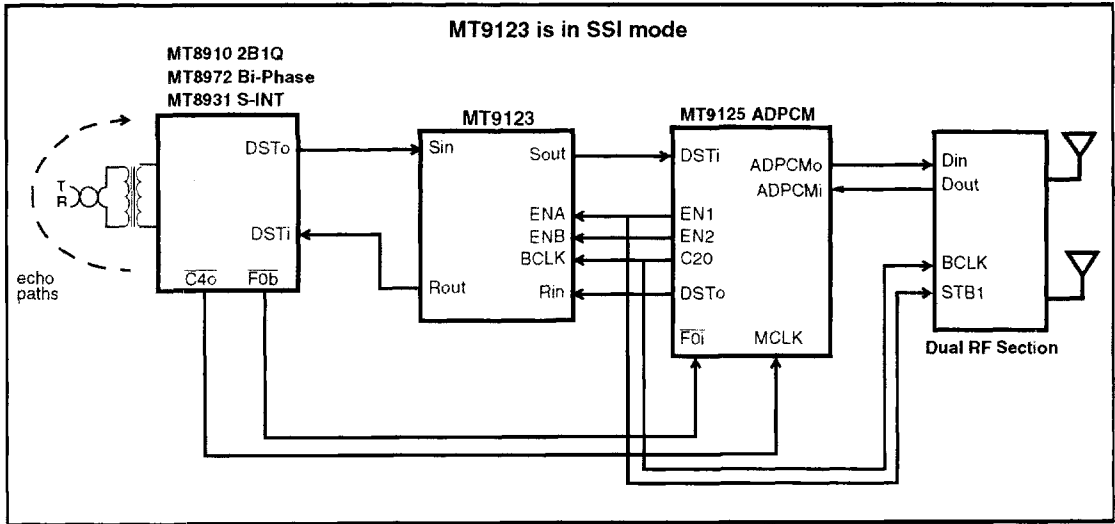 MT9123 is in SSI mode
MT8910 2B1Q
MT8972 Bi-Phase
MT8931 S-INT
DSTo
DSTi
C4o
F0b
T
R
echo
paths
MT9123
Sin
Sout
ENA
ENB
BCLK
Rout
Rin
MT9125 ADPCM
DSTi
ADPCMo
ADPCMi
EN1
EN2
C20
DSTo
F0i
MCLK
Din
Dout
BCLK
STB1
Dual RF Section